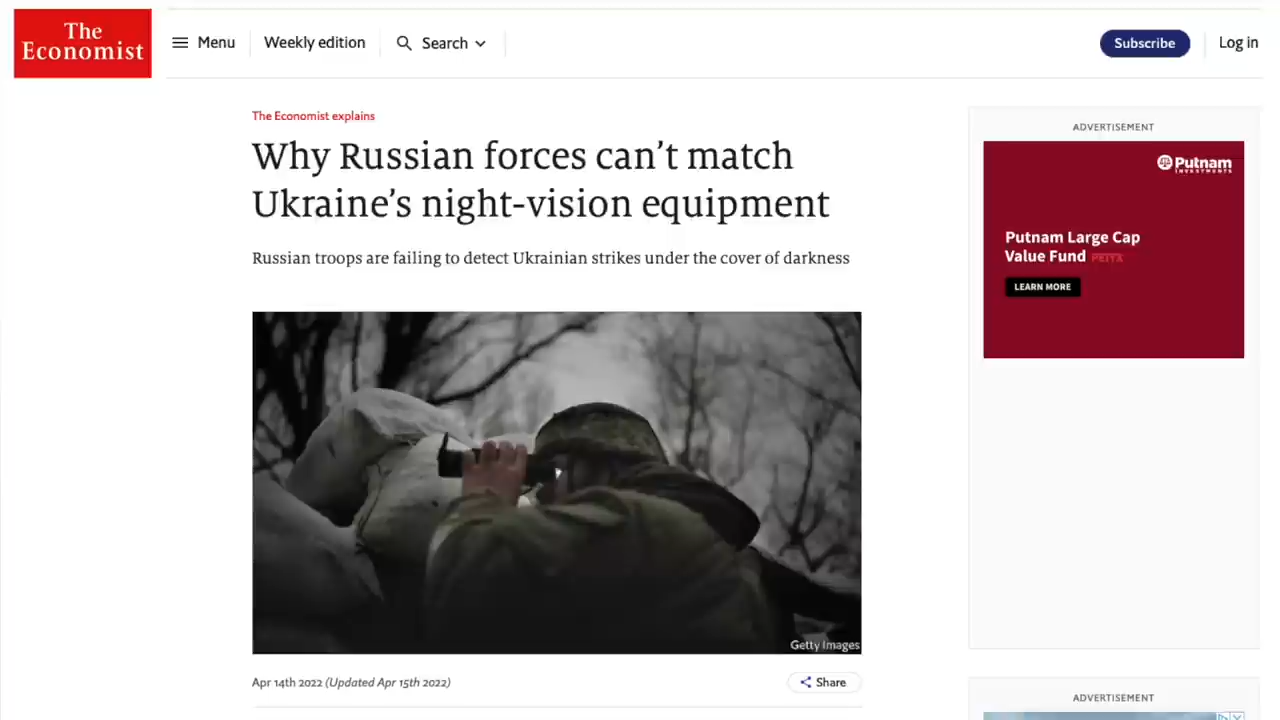 The
Economist
Menu
Weekly edition
Search
Subscribe
Log in
The Economist explains
Why Russian forces can’t match
Ukraine’s night-vision equipment
Russian troops are failing to detect Ukrainian strikes under the cover of darkness
Getty Images
Apr 14th 2022 (Updated Apr 15th 2022)
Share
ADVERTISEMENT
Putnam
INVESTMENTS
Putnam Large Cap
Value Fund PEIYX
LEARN MORE
ADVERTISEMENT